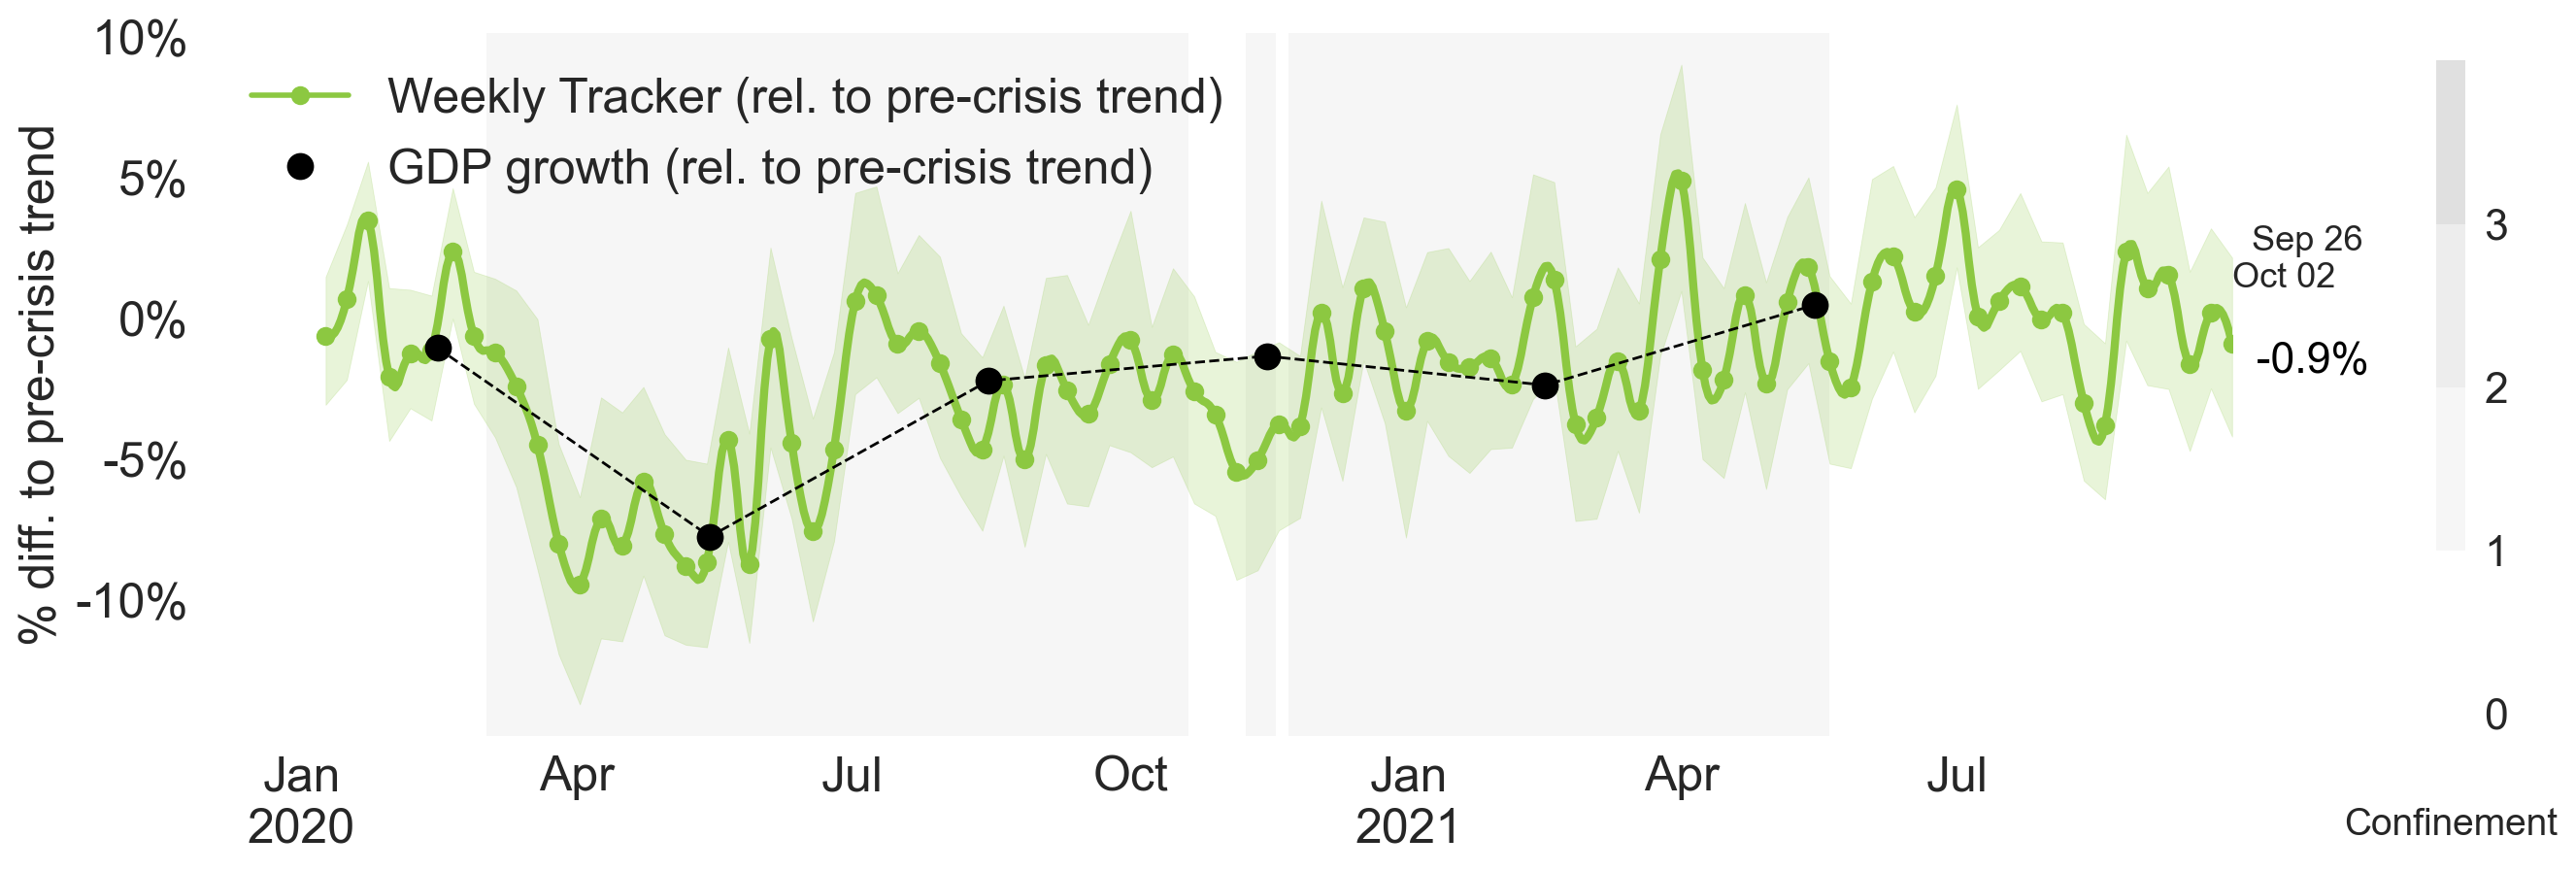 10%
5%
0%
-5%
-10%
% diff. to pre-crisis trend
Weekly Tracker (rel. to pre-crisis trend)
GDP growth (rel. to pre-crisis trend)
Sep 26
Oct 02
-0.9%
3
2
1
0
Jan
2020
Apr
Jul
Oct
Jan
2021
Apr
Jul
Confinement